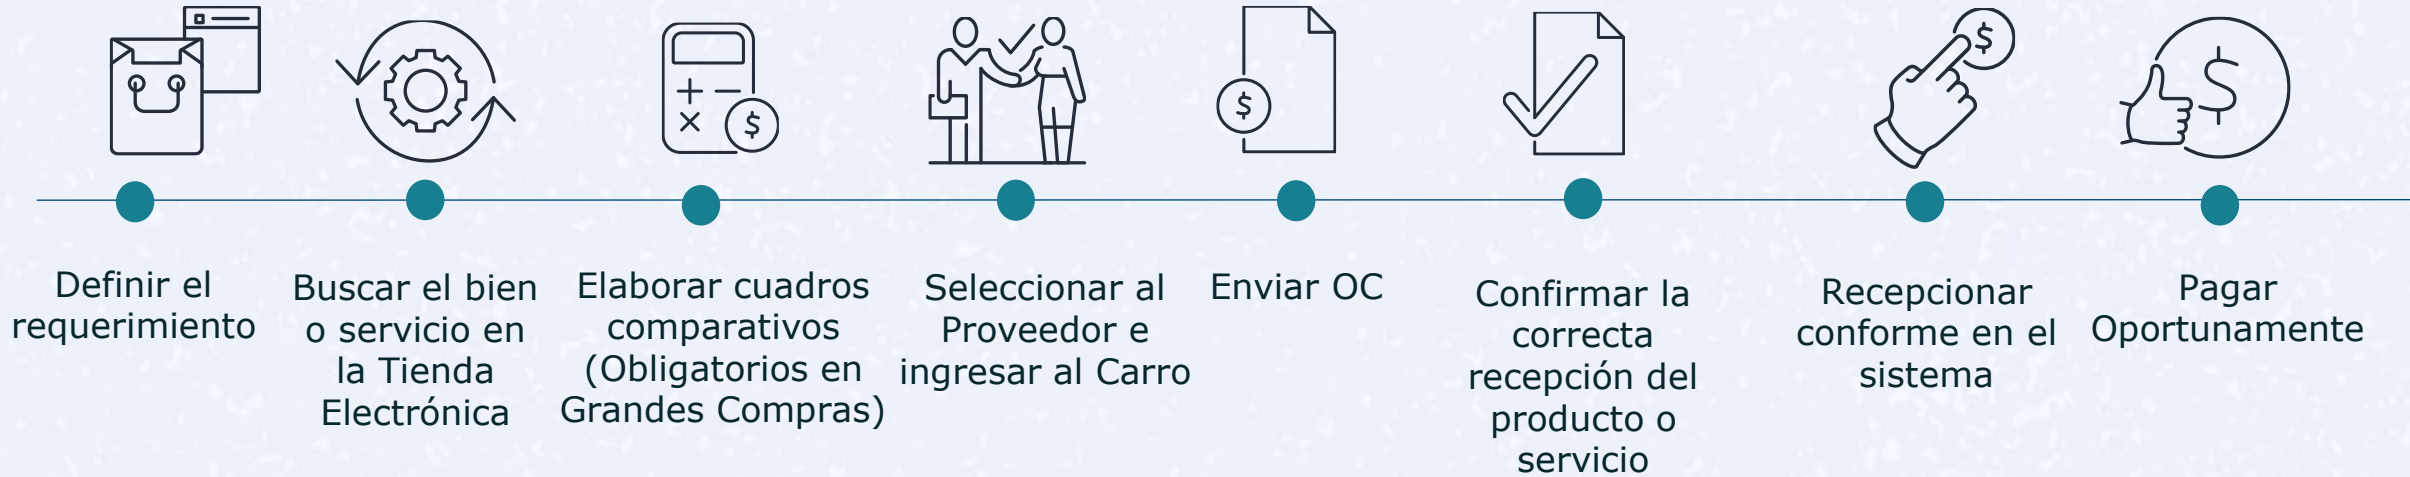 Definir el
requerimiento
Buscar el bien
o servicio en
la Tienda
Electrónica
Elaborar cuadros
comparativos
(Obligatorios en
Grandes Compras)
Seleccionar al
Proveedor e
ingresar al Carro
Enviar OC
Confirmar la
correcta
recepción del
producto o
servicio
Recepcionar
conforme en el
sistema
Pagar
Oportunamente